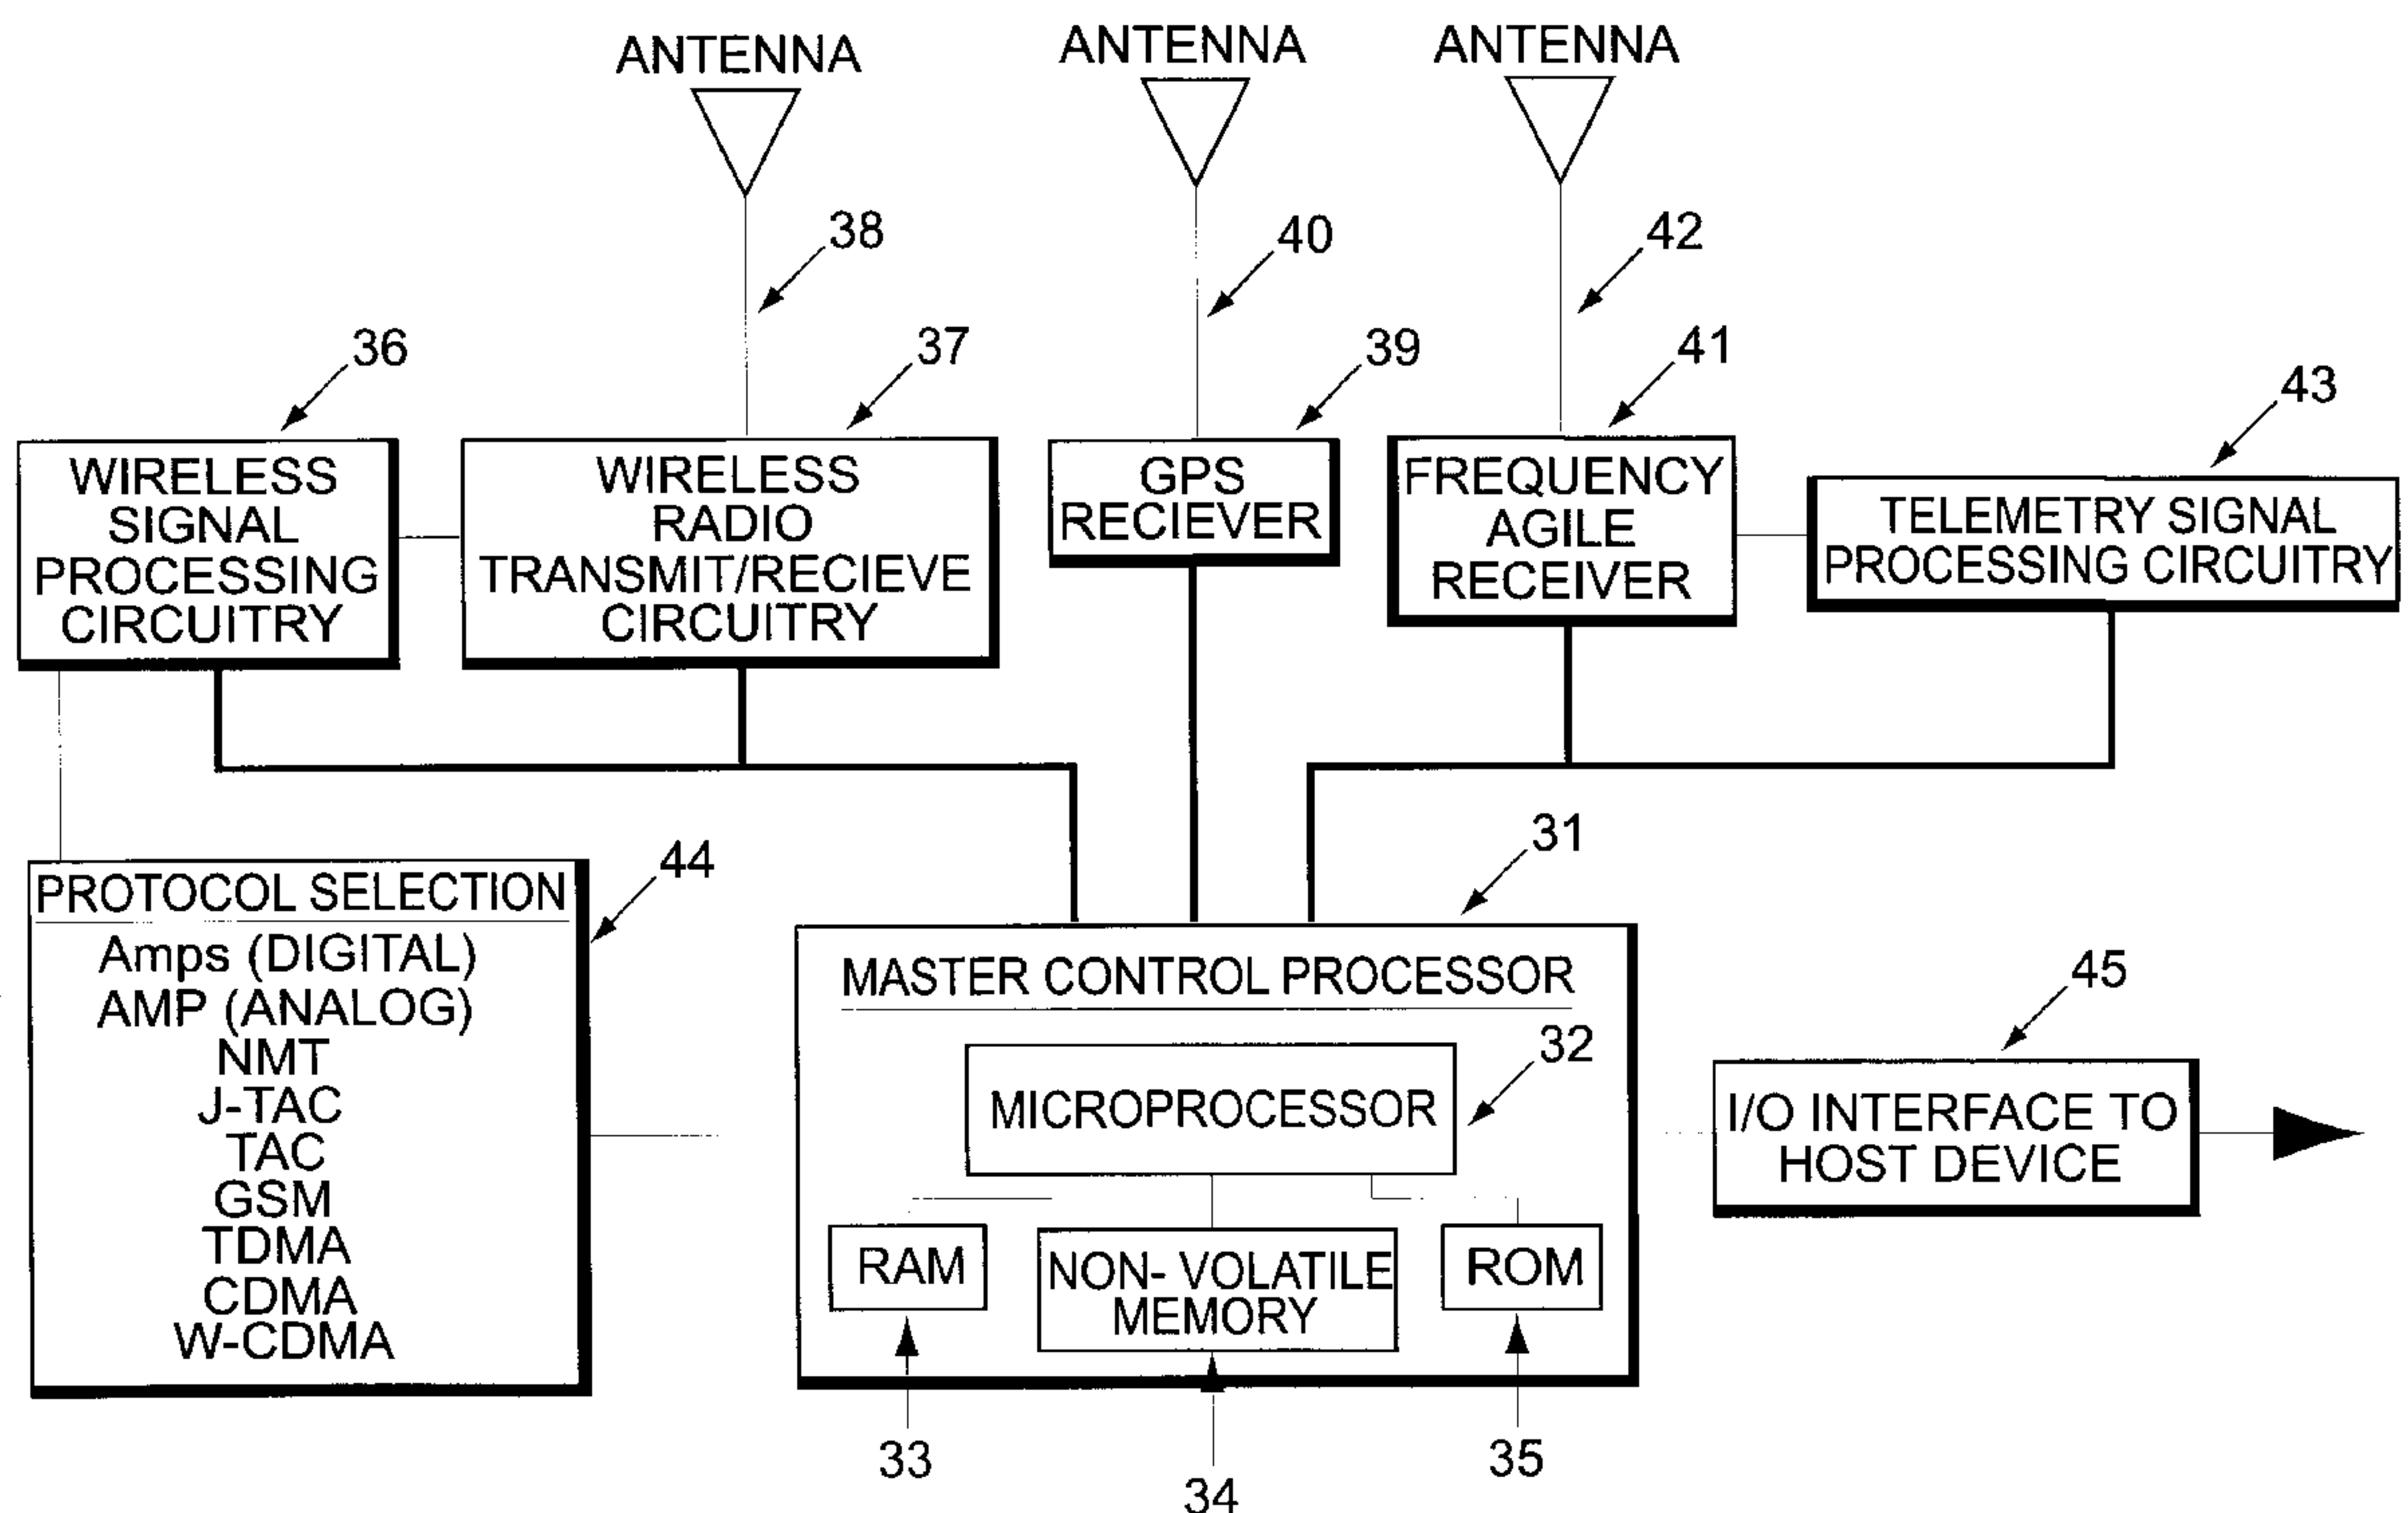 ANTENNA
ANTENNA
ANTENNA
38
40
42
36
37
39
41
43
WIRELESS
SIGNAL
PROCESSING
CIRCUITRY
WIRELESS
RADIO
TRANSMIT/RECIEVE
CIRCUITRY
GPS
RECIEVER
FREQUENCY
AGILE
RECEIVER
TELEMETRY SIGNAL
PROCESSING CIRCUITRY
44
PROTOCOL SELECTION
Amps (DIGITAL)
AMP (ANALOG)
NMT
J-TAC
TAC
GSM
TDMA
CDMA
W-CDMA
31
MASTER CONTROL PROCESSOR
32
MICROPROCESSOR
RAM
NON- VOLATILE
MEMORY
ROM
33
34
35
45
I/O INTERFACE TO
HOST DEVICE